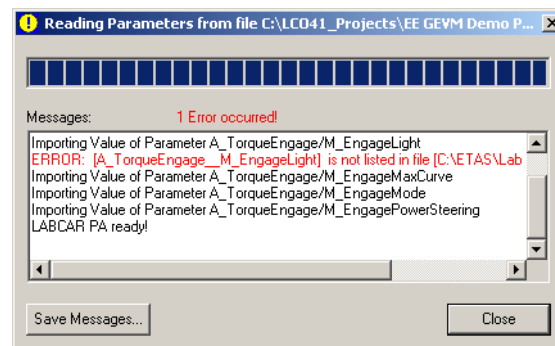 Reading Parameters from file C:\LCO41_Projects\EE GEVM Demo P...
Messages: 1 Error occurred!
Importing Value of Parameter A_TorqueEngage/M_EngageLight
ERROR: [A_TorqueEngage__M_EngageLight] is not listed in file [C:\ETAS\Lab
Importing Value of Parameter A_TorqueEngage/M_EngageMaxCurve
Importing Value of Parameter A_TorqueEngage/M_EngageMode
Importing Value of Parameter A_TorqueEngage/M_EngagePowerSteering
LABCAR PA ready!
Save Messages... Close